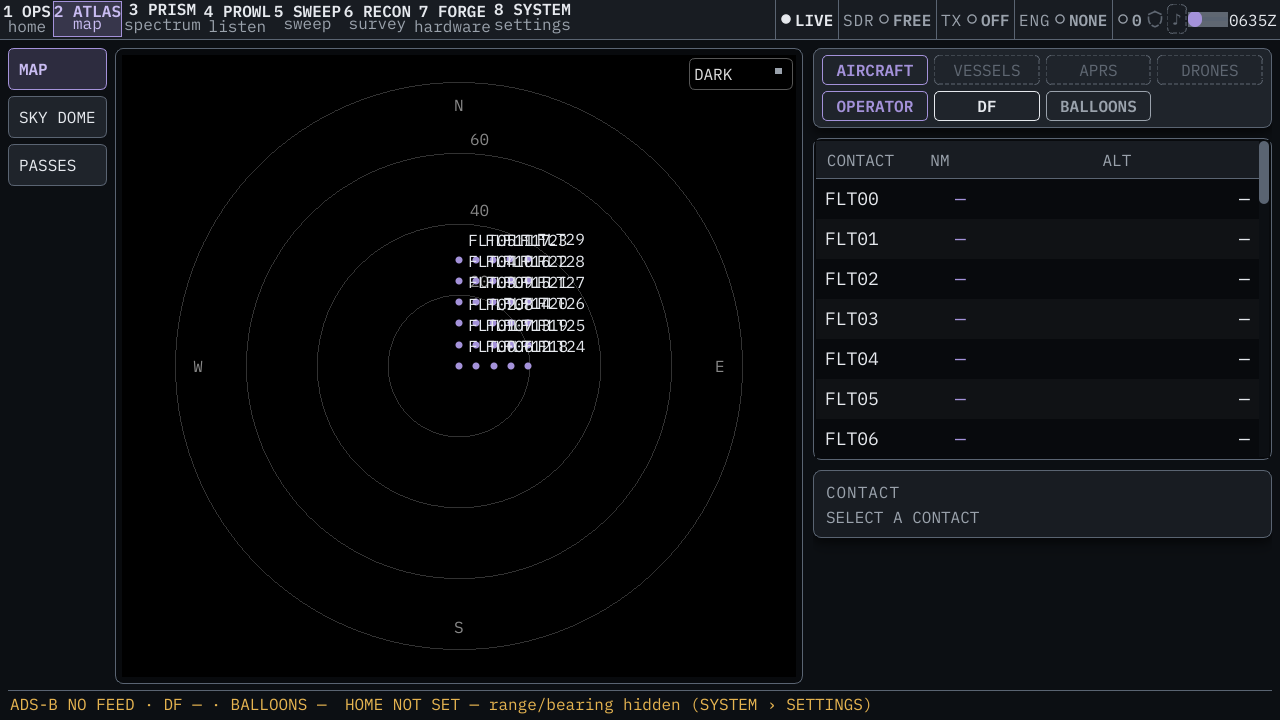 1 OPS 2 ATLAS 3 PRISM 4 PROWL 5 SWEEP 6 RECON 7 FORGE 8 SYSTEM
home map spectrum listen sweep survey hardware settings
LIVE SDR FREE TX OFF ENG NONE 0 ♪ 0635Z
MAP
SKY DOME
PASSES
DARK
N
60
40
W
E
S
AIRCRAFT VESSELS APRS DRONES
OPERATOR DF BALLOONS
CONTACT NM ALT
FLT00 — —
FLT01 — —
FLT02 — —
FLT03 — —
FLT04 — —
FLT05 — —
FLT06 — —
CONTACT
SELECT A CONTACT
ADS-B NO FEED · DF — · BALLOONS — HOME NOT SET — range/bearing hidden (SYSTEM › SETTINGS)